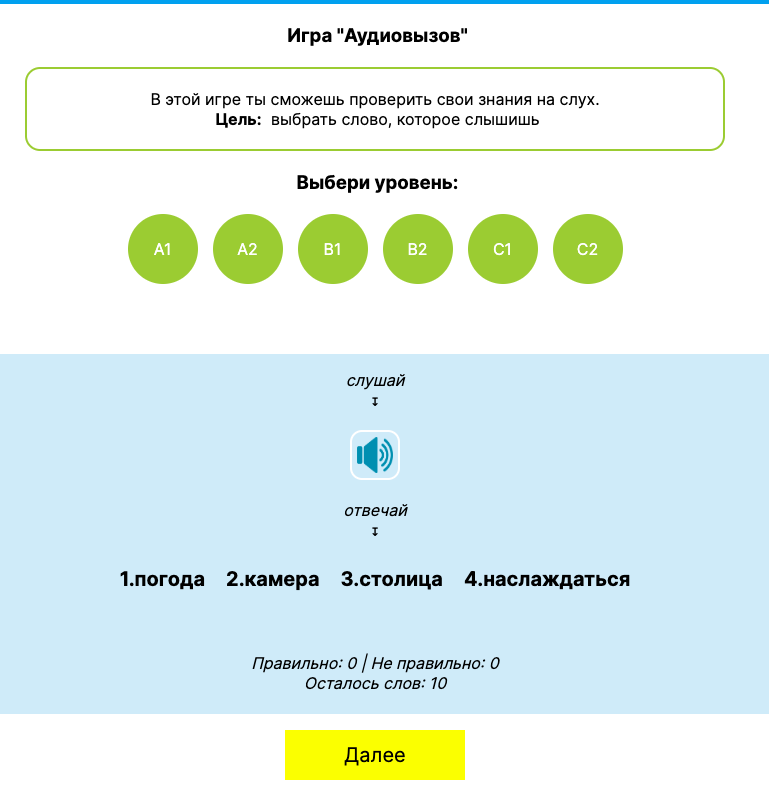 Игра "Аудиовызов"
В этой игре ты сможешь проверить свои знания на слух.
Цель: выбрать слово, которое слышишь
Выбери уровень:
A1 A2 B1 B2 C1 C2
слушай
↧
отвечай
↧
1.погода 2.камера 3.столица 4.наслаждаться
Правильно: 0 | Не правильно: 0
Осталось слов: 10
Далее